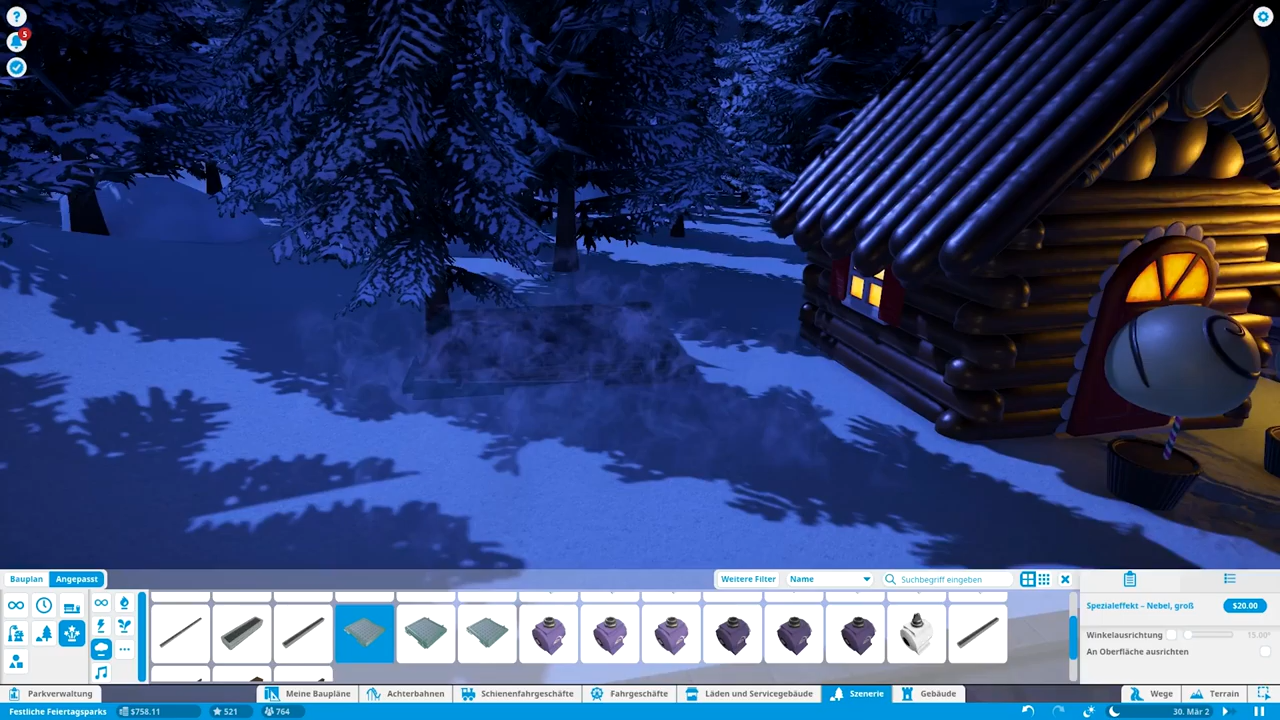 ?
5
Bauplan
Angepasst
Weitere Filter
Name
Suchbegriff eingeben
Spezialeffekt – Nebel, groß
$20.00
Winkelausrichtung
15.00°
An Oberfläche ausrichten
Parkverwaltung
Meine Baupläne
Achterbahnen
Schienenfahrgeschäfte
Fahrgeschäfte
Läden und Servicegebäude
Szenerie
Gebäude
Wege
Terrain
Festliche Feiertagsparks
$758.11
521
764
30. Mär 2